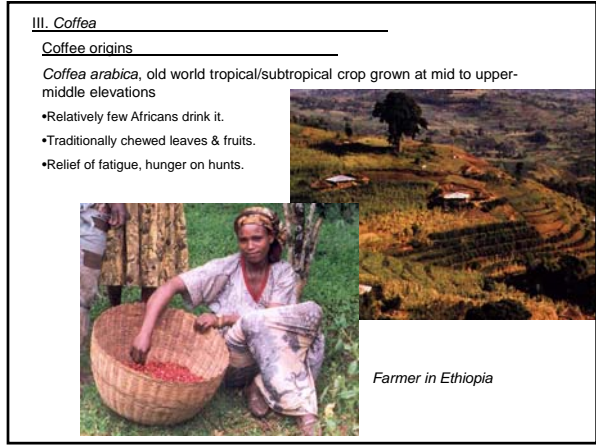 III. Coffea
Coffee origins
Coffea arabica, old world tropical/subtropical crop grown at mid to upper-
middle elevations
•Relatively few Africans drink it.
•Traditionally chewed leaves & fruits.
•Relief of fatigue, hunger on hunts.
Farmer in Ethiopia